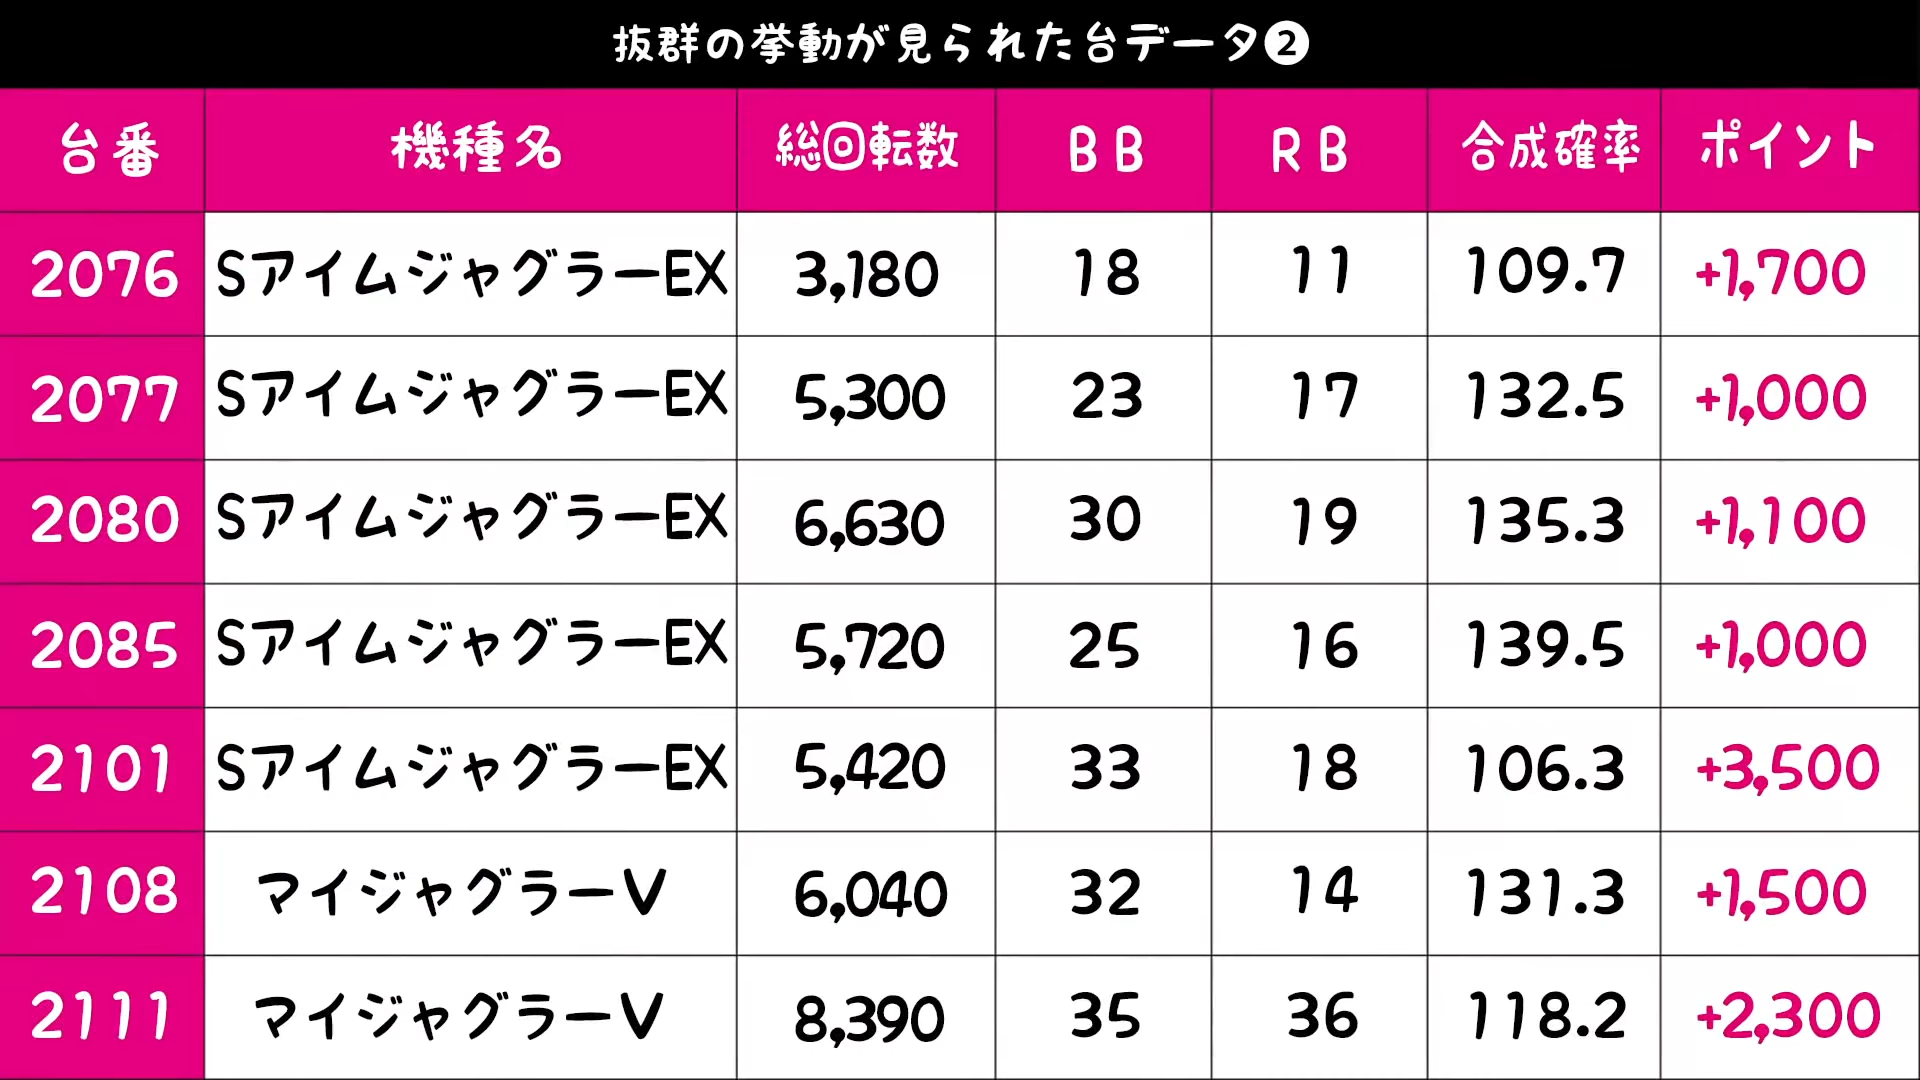 抜群の挙動が見られた台データ❷
台番 機種名 総回転数 BB RB 合成確率 ポイント
2076 SアイムジャグラーEX 3,180 18 11 109.7 +1,700
2077 SアイムジャグラーEX 5,300 23 17 132.5 +1,000
2080 SアイムジャグラーEX 6,630 30 19 135.3 +1,100
2085 SアイムジャグラーEX 5,720 25 16 139.5 +1,000
2101 SアイムジャグラーEX 5,420 33 18 106.3 +3,500
2108 マイジャグラーV 6,040 32 14 131.3 +1,500
2111 マイジャグラーV 8,390 35 36 118.2 +2,300